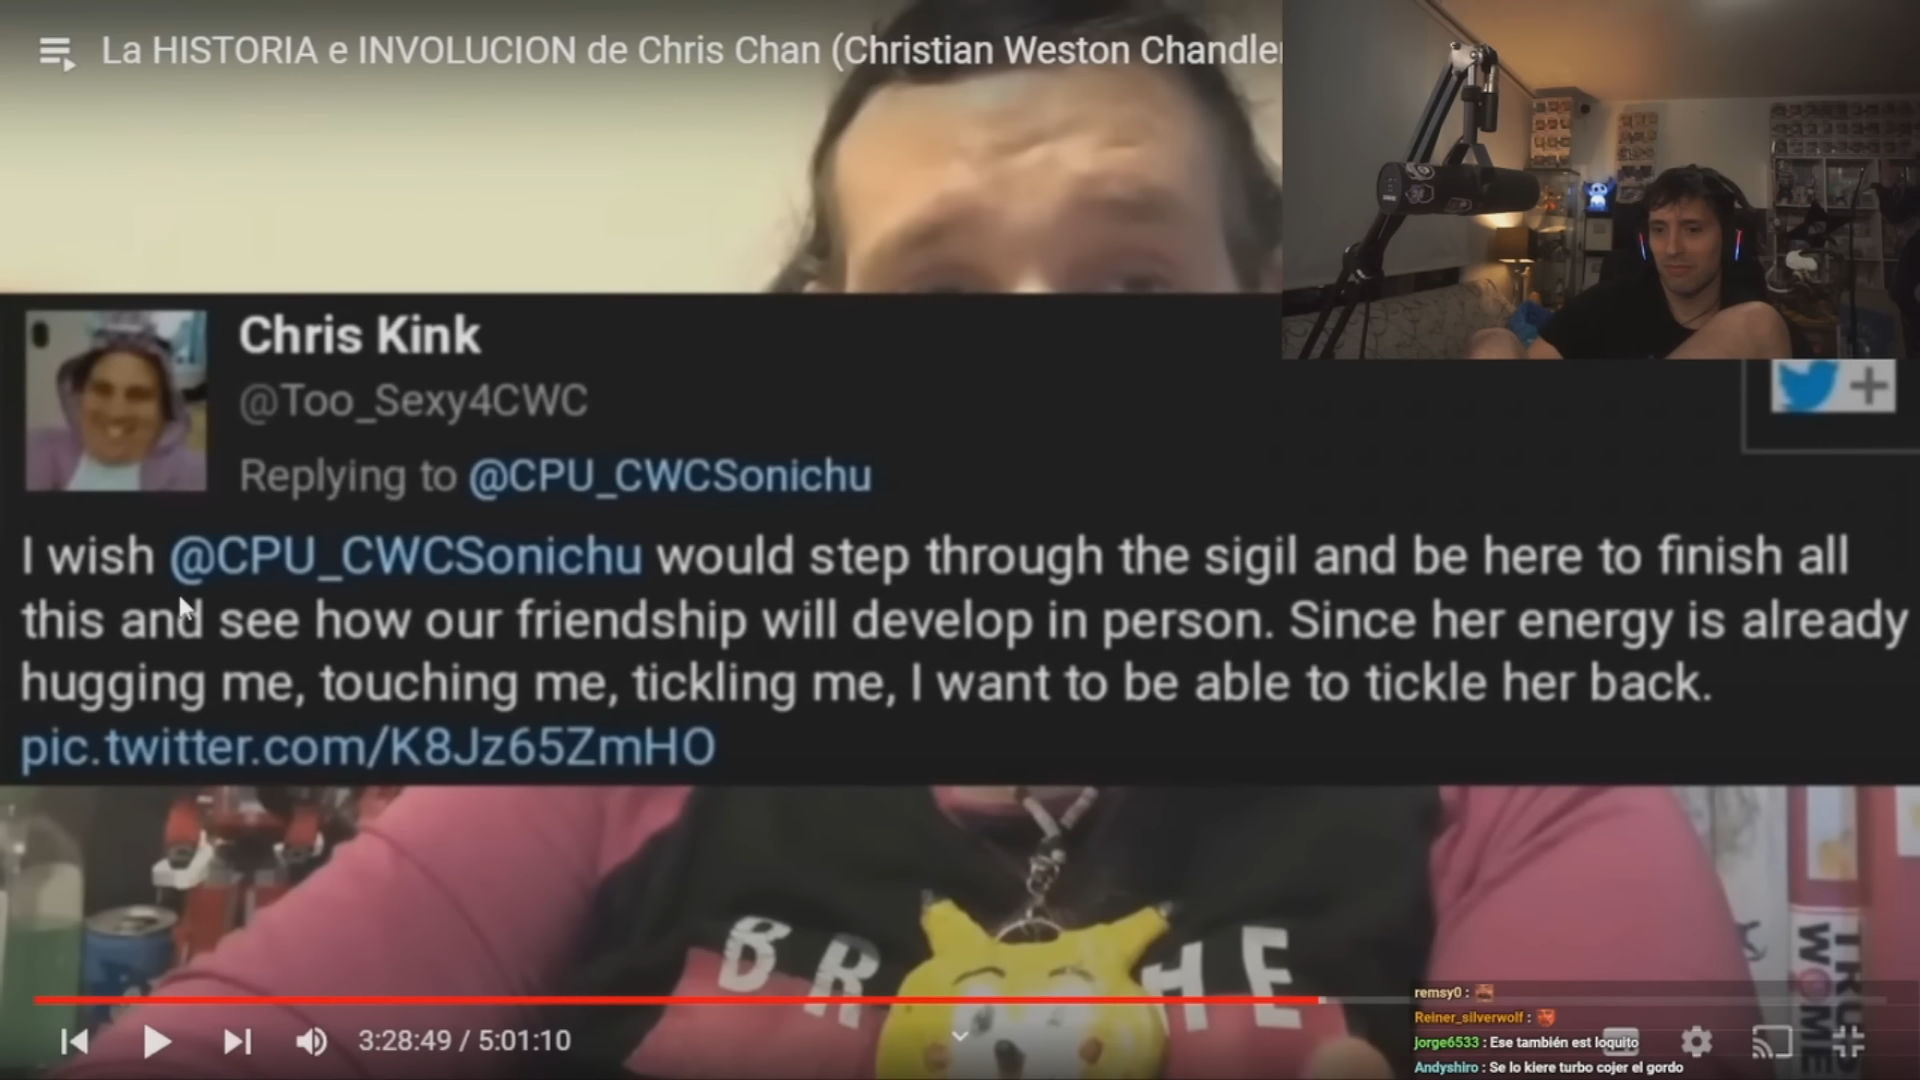 La HISTORIA e INVOLUCION de Chris Chan (Christian Weston Chandler
Chris Kink
@Too_Sexy4CWC
Replying to @CPU_CWCSonichu
I wish @CPU_CWCSonichu would step through the sigil and be here to finish all
this and see how our friendship will develop in person. Since her energy is already
hugging me, touching me, tickling me, I want to be able to tickle her back.
pic.twitter.com/K8Jz65ZmHO
BR HE
3:28:49 / 5:01:10
remsy0 :
Reiner_silverwolf :
jorge6533 : Ese también est loquito
Andyshiro : Se lo kiere turbo cojer el gordo